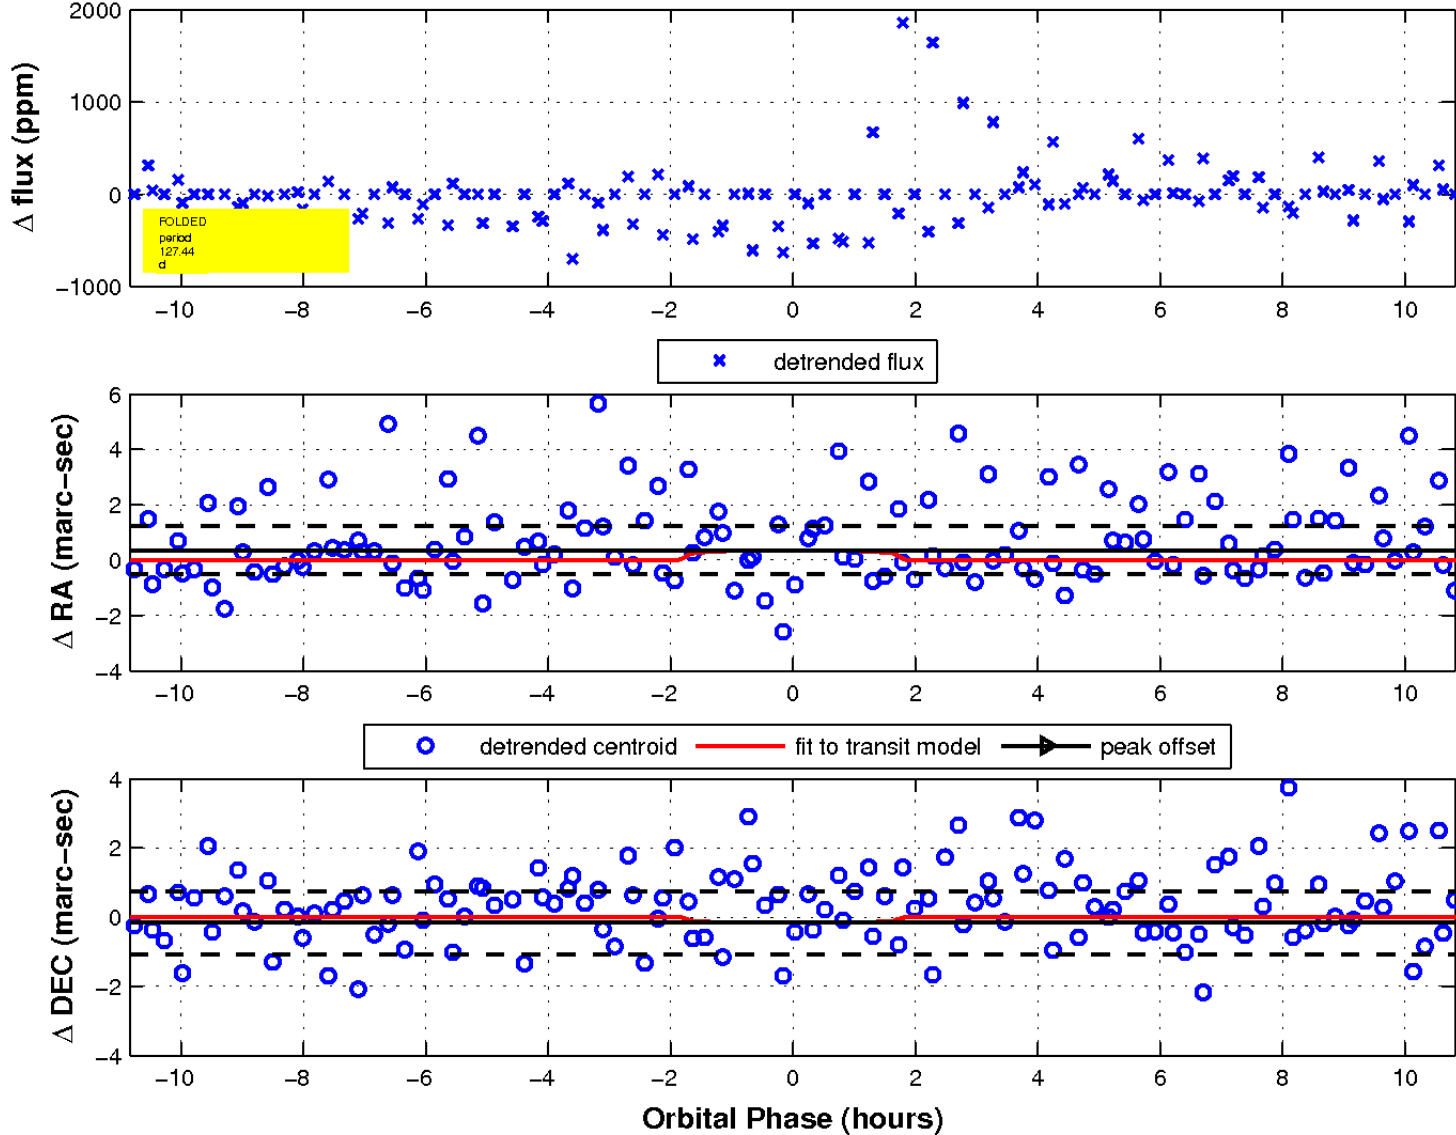 2000
1000
0
−1000
Δ flux (ppm)
FOLDED
period
127.44
d
−10 −8 −6 −4 −2 0 2 4 6 8 10
detrended flux
6
4
2
0
−2
−4
Δ RA (marc−sec)
−10 −8 −6 −4 −2 0 2 4 6 8 10
detrended centroid fit to transit model peak offset
4
2
0
−2
−4
Δ DEC (marc−sec)
−10 −8 −6 −4 −2 0 2 4 6 8 10
Orbital Phase (hours)